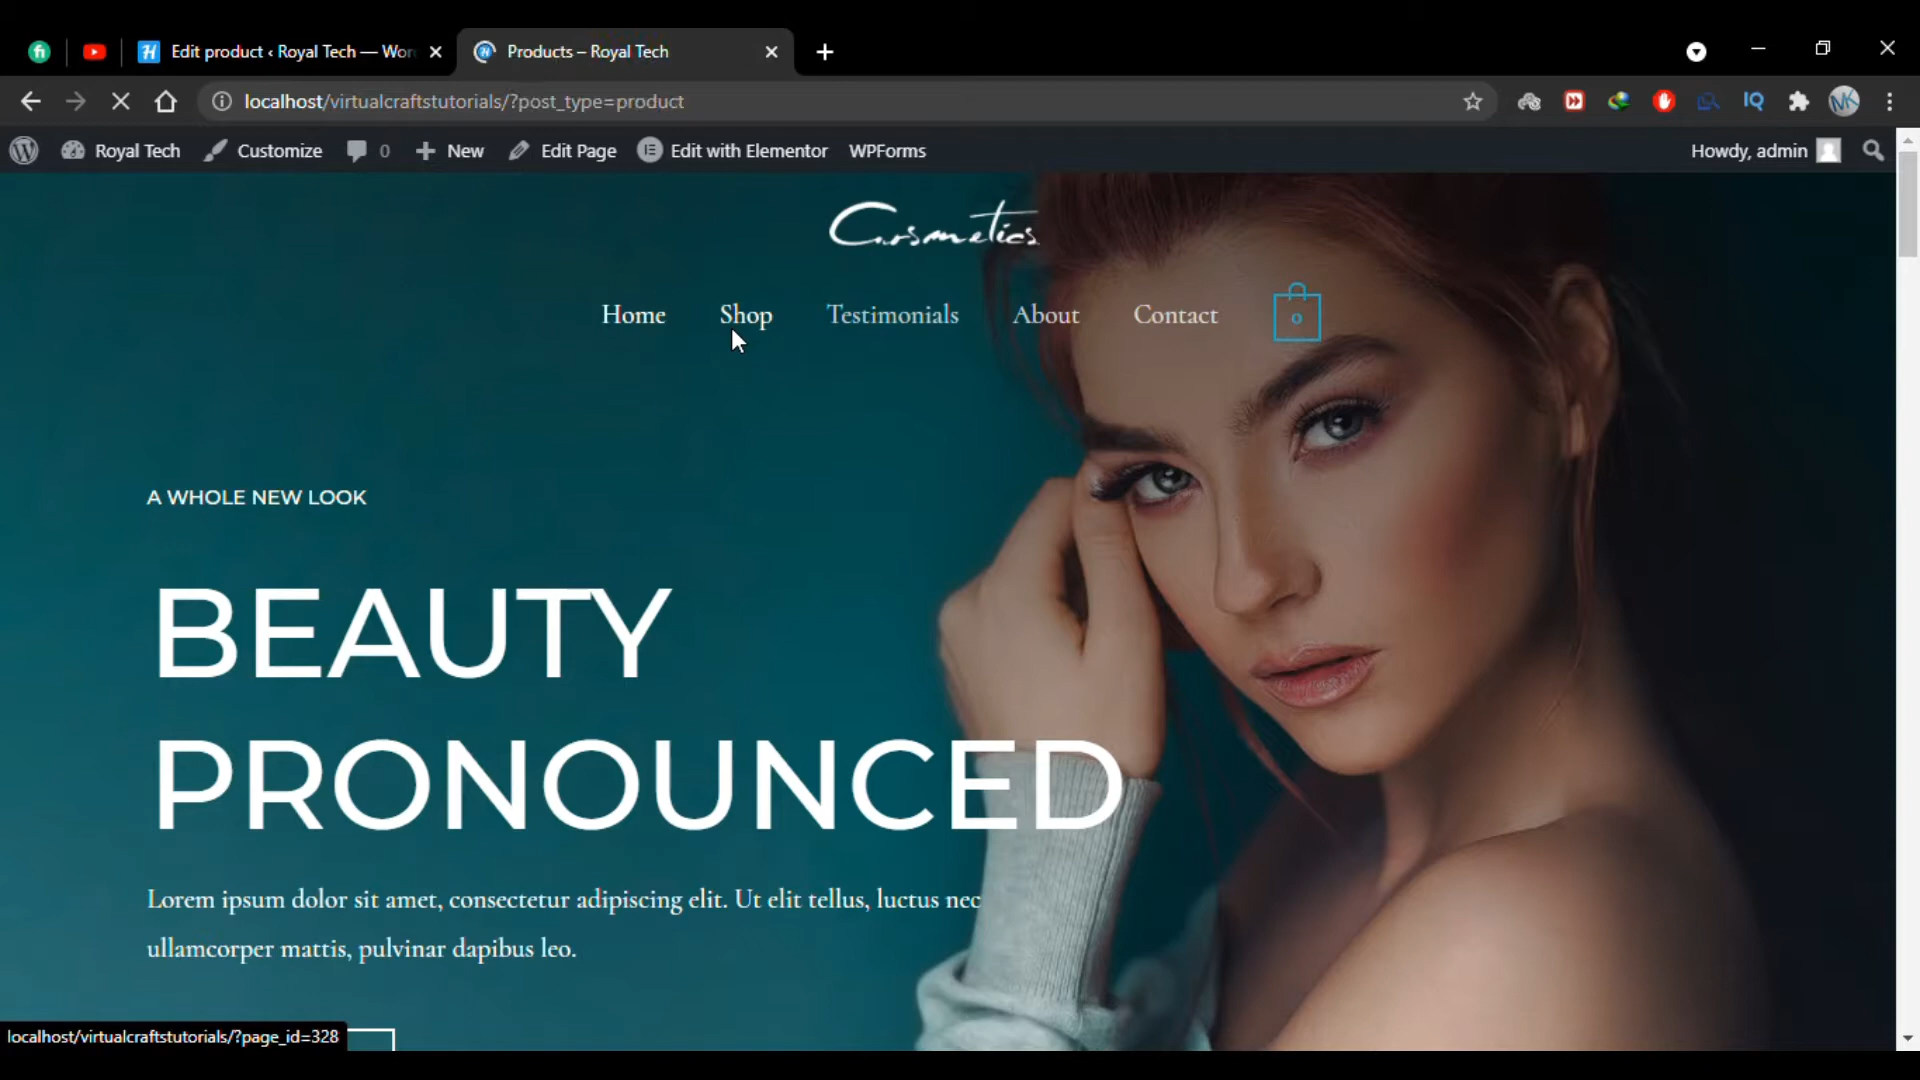 Edit product ‹ Royal Tech — Wor
Products – Royal Tech
localhost/virtualcraftstutorials/?post_type=product
IQ
MK
Royal Tech
Customize
0
New
Edit Page
Edit with Elementor
WPForms
Howdy, admin
Cosmetics
Home
Shop
Testimonials
About
Contact
0
A WHOLE NEW LOOK
BEAUTY
PRONOUNCED
Lorem ipsum dolor sit amet, consectetur adipiscing elit. Ut elit tellus, luctus nec
ullamcorper mattis, pulvinar dapibus leo.
localhost/virtualcraftstutorials/?page_id=328